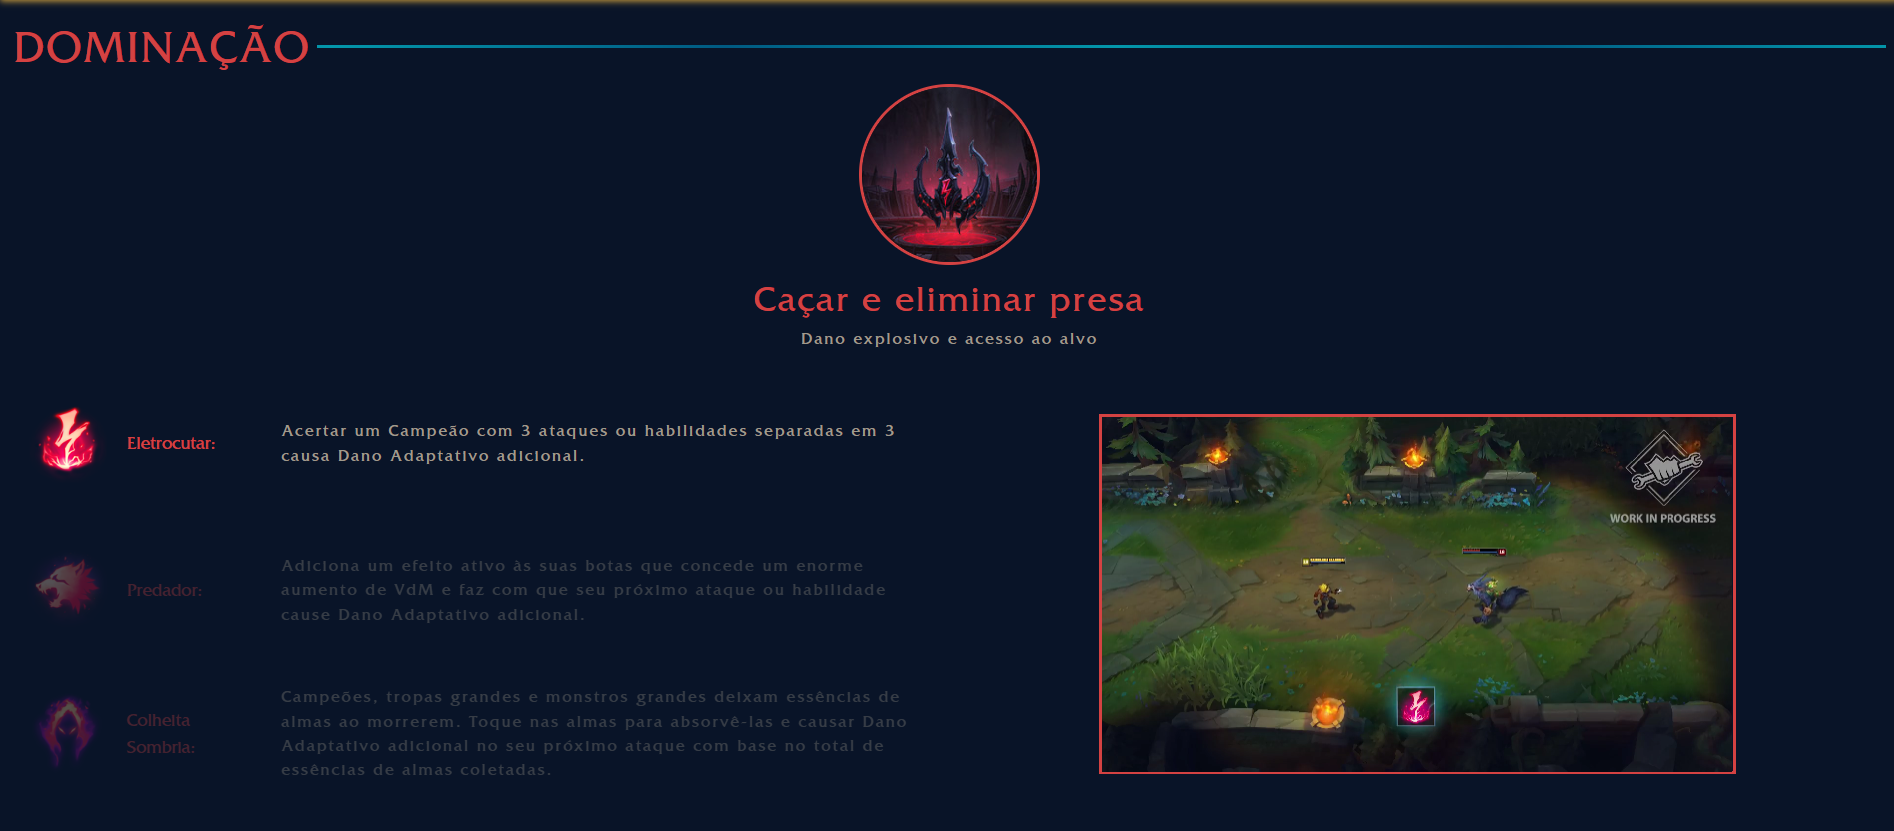 DOMINAÇÃO
Caçar e eliminar presa
Dano explosivo e acesso ao alvo
Eletrocutar:
Acertar um Campeão com 3 ataques ou habilidades separadas em 3
causa Dano Adaptativo adicional.
WORK IN PROGRESS
Predador:
Adiciona um efeito ativo às suas botas que concede um enorme
aumento de VdM e faz com que seu próximo ataque ou habilidade
cause Dano Adaptativo adicional.
Colheita
Sombria:
Campeões, tropas grandes e monstros grandes deixam essências de
almas ao morrerem. Toque nas almas para absorvê-las e causar Dano
Adaptativo adicional no seu próximo ataque com base no total de
essências de almas coletadas.